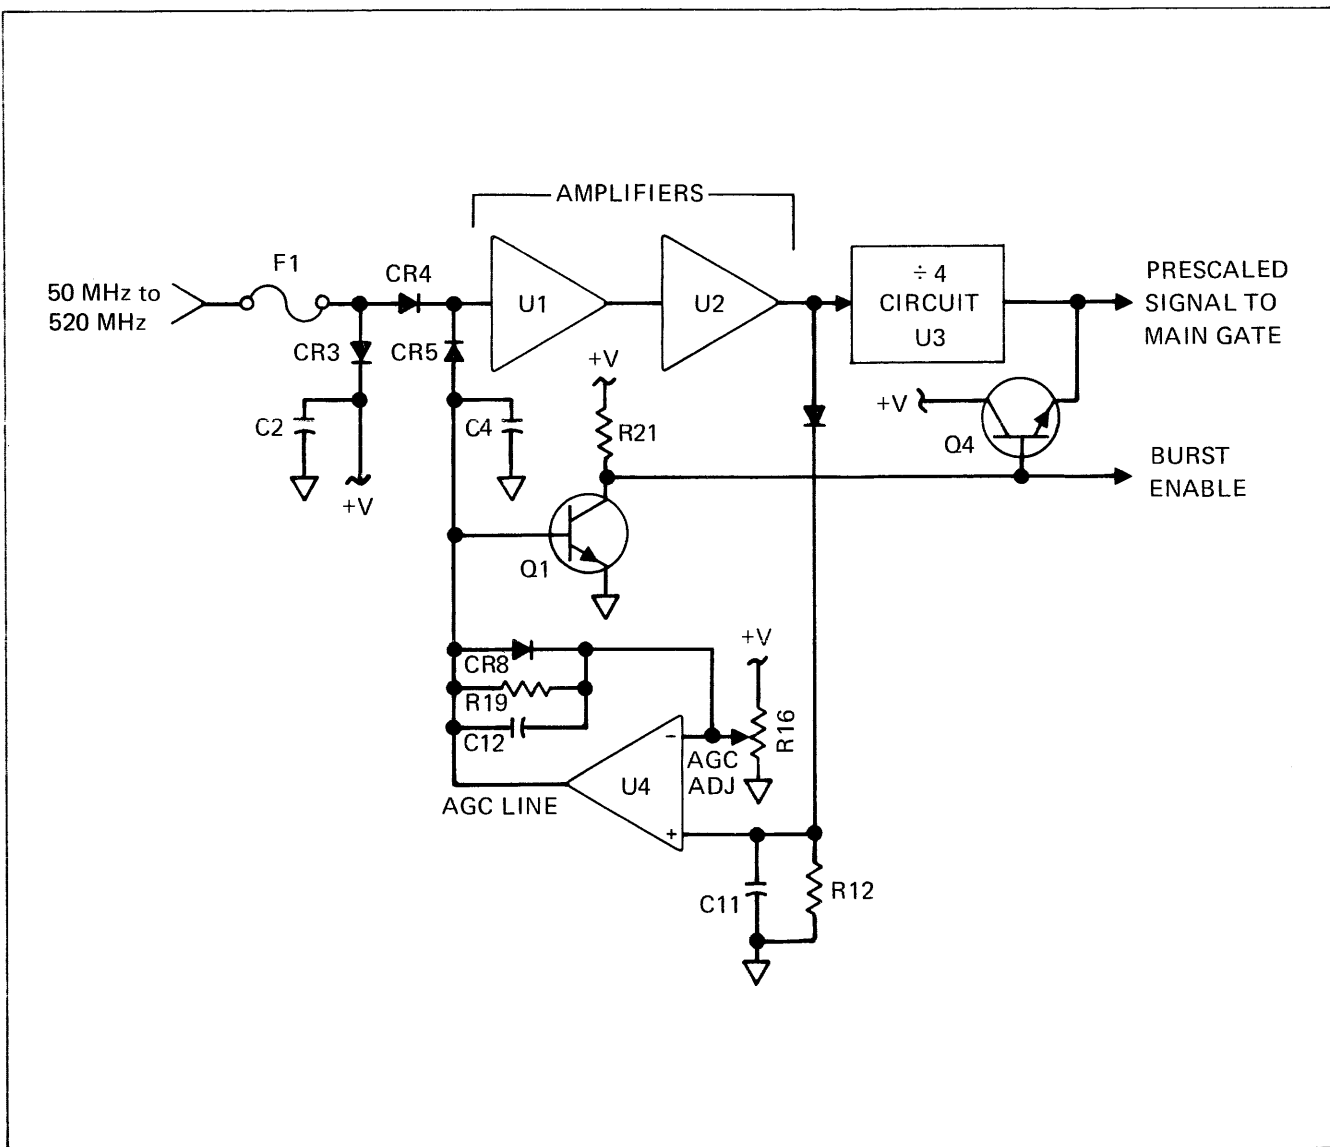 AMPLIFIERS
F1
CR4
50 MHz to
520 MHz
U1
U2
÷ 4
CIRCUIT
U3
PRESCALED
SIGNAL TO
MAIN GATE
CR3
CR5
+V
+V
C2
C4
R21
Q4
BURST
ENABLE
+V
Q1
+V
CR8
R19
C12
R16
−
AGC
ADJ
U4
AGC LINE
+
C11
R12